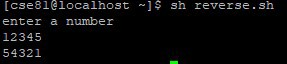 [cse81@localhost ~]$ sh reverse.sh
enter a number
12345
54321